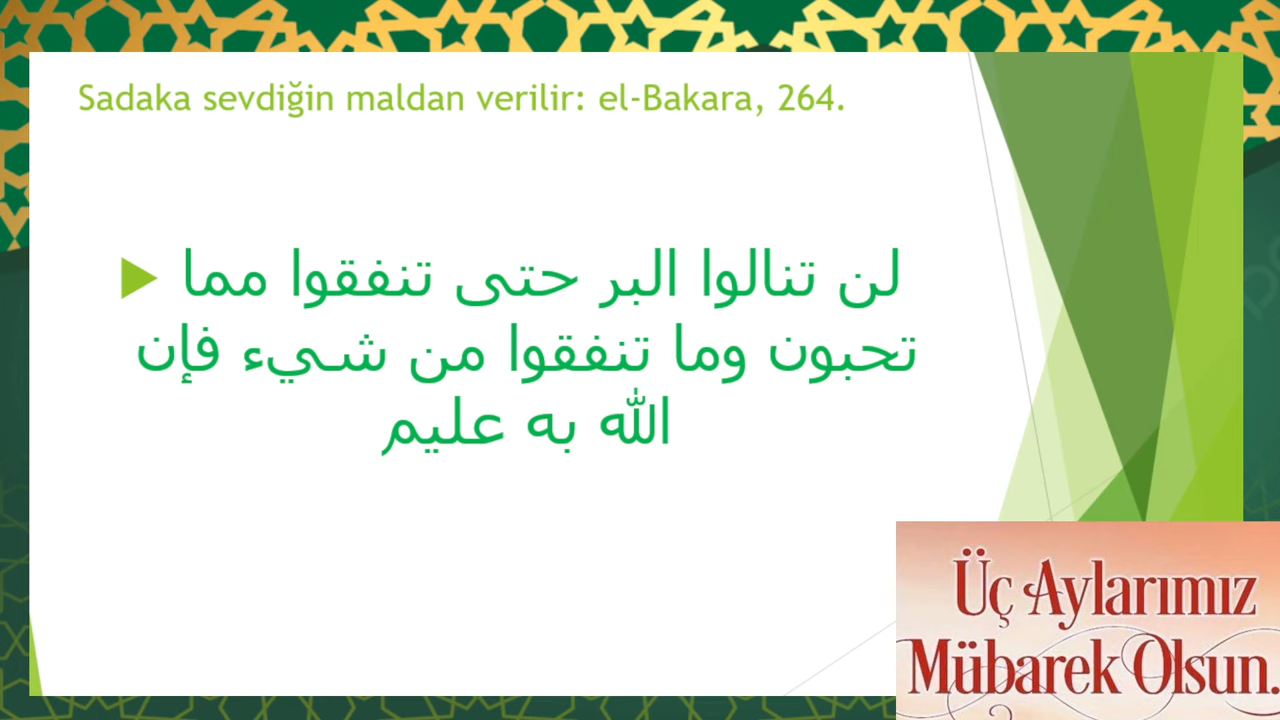 Sadaka sevdiğin maldan verilir: el-Bakara, 264.
لن تنالوا البر حتى تنفقوا مما
تحبون وما تنفقوا من شيء فإن
الله به عليم
Üç Aylarımız
Mübarek Olsun.